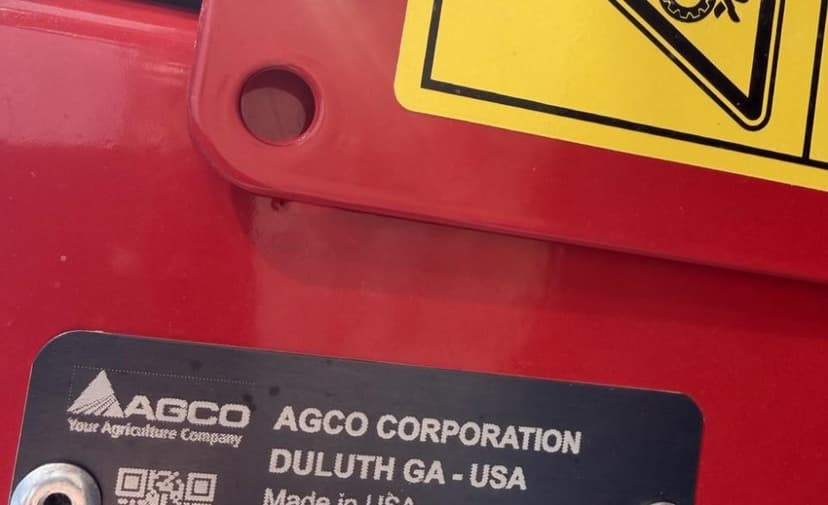 AGCO
Your Agriculture Company
AGCO CORPORATION
DULUTH GA - USA
Made in USA